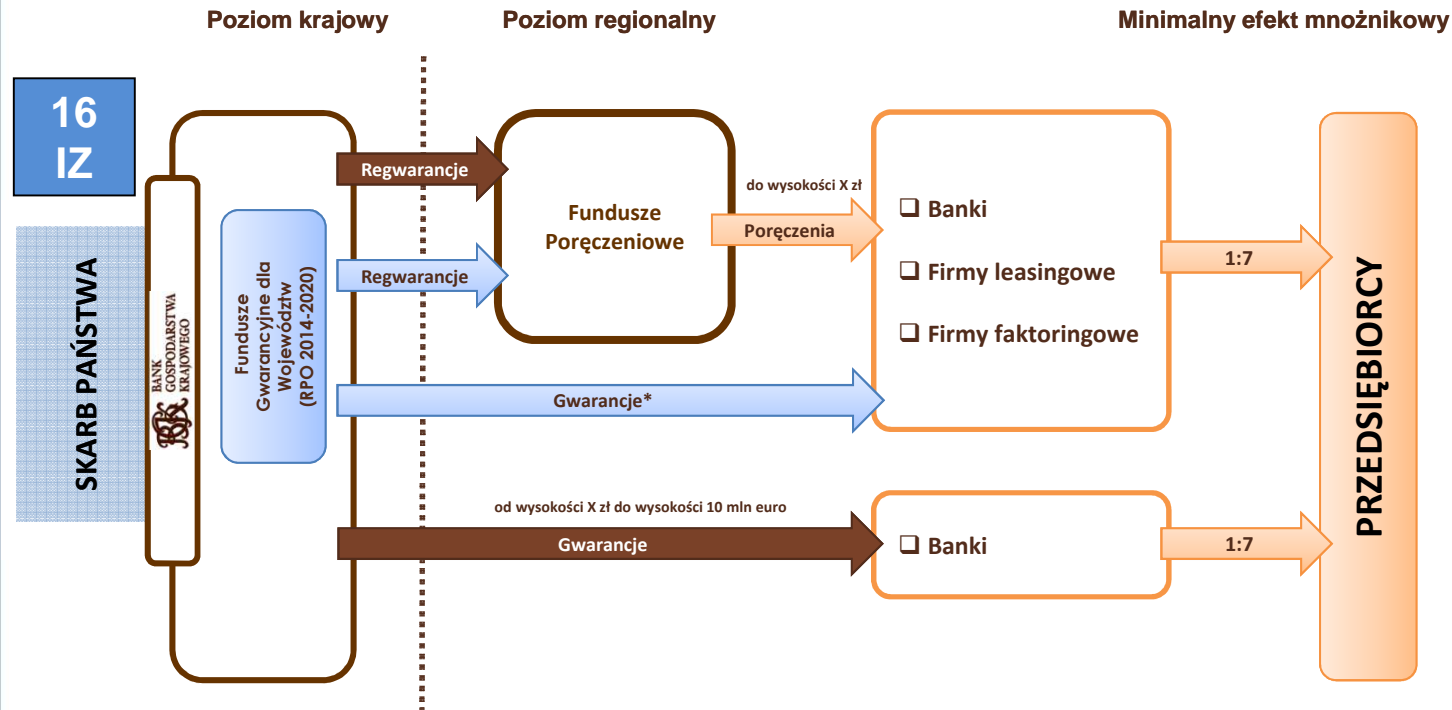 Poziom krajowy
Poziom regionalny
Minimalny efekt mnożnikowy
16
IZ
SKARB PAŃSTWA
BGK
BANK
GOSPODARSTWA
KRAJOWEGO
Fundusze
Gwarancyjne dla
Województw
(RPO 2014-2020)
Regwarancje
Regwarancje
Fundusze
Poręczeniowe
do wysokości X zł
Poręczenia
❑ Banki
❑ Firmy leasingowe
❑ Firmy faktoringowe
1:7
Gwarancje*
od wysokości X zł do wysokości 10 mln euro
Gwarancje
❑ Banki
1:7
PRZEDSIĘBIORCY